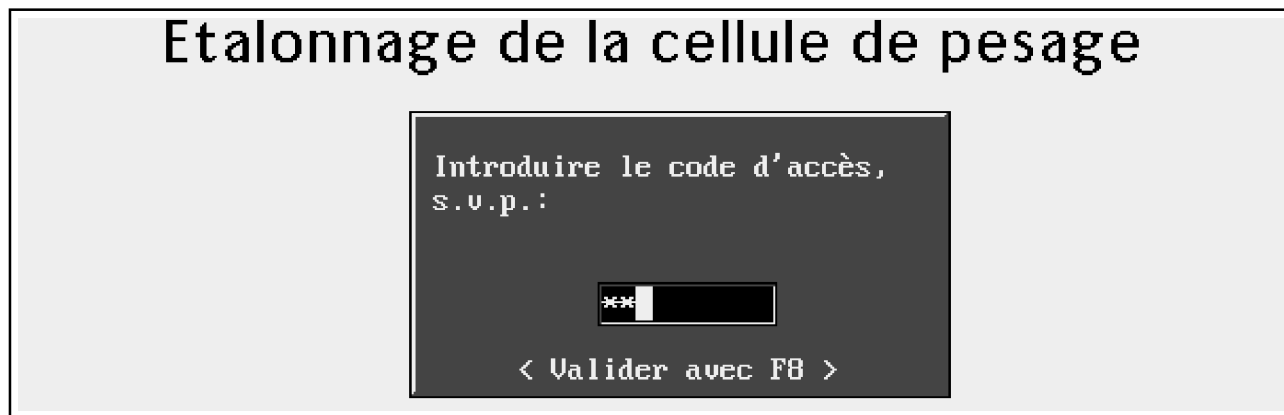 Etalonnage de la cellule de pesage
Introduire le code d'accès,
s.v.p.:
**
< Valider avec F8 >